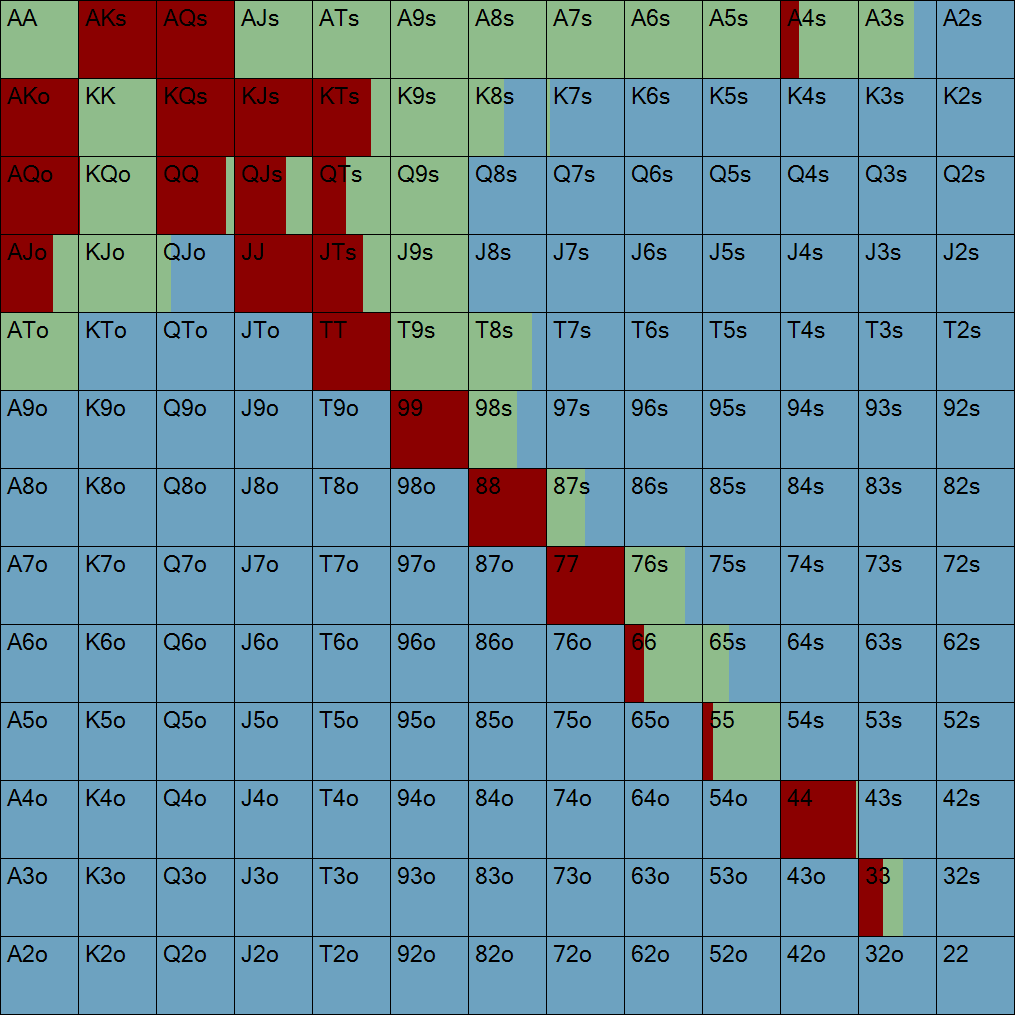 AA AKs AQs AJs ATs A9s A8s A7s A6s A5s A4s A3s A2s
AKo KK KQs KJs KTs K9s K8s K7s K6s K5s K4s K3s K2s
AQo KQo QQ QJs QTs Q9s Q8s Q7s Q6s Q5s Q4s Q3s Q2s
AJo KJo QJo JJ JTs J9s J8s J7s J6s J5s J4s J3s J2s
ATo KTo QTo JTo TT T9s T8s T7s T6s T5s T4s T3s T2s
A9o K9o Q9o J9o T9o 99 98s 97s 96s 95s 94s 93s 92s
A8o K8o Q8o J8o T8o 98o 88 87s 86s 85s 84s 83s 82s
A7o K7o Q7o J7o T7o 97o 87o 77 76s 75s 74s 73s 72s
A6o K6o Q6o J6o T6o 96o 86o 76o 66 65s 64s 63s 62s
A5o K5o Q5o J5o T5o 95o 85o 75o 65o 55 54s 53s 52s
A4o K4o Q4o J4o T4o 94o 84o 74o 64o 54o 44 43s 42s
A3o K3o Q3o J3o T3o 93o 83o 73o 63o 53o 43o 33 32s
A2o K2o Q2o J2o T2o 92o 82o 72o 62o 52o 42o 32o 22